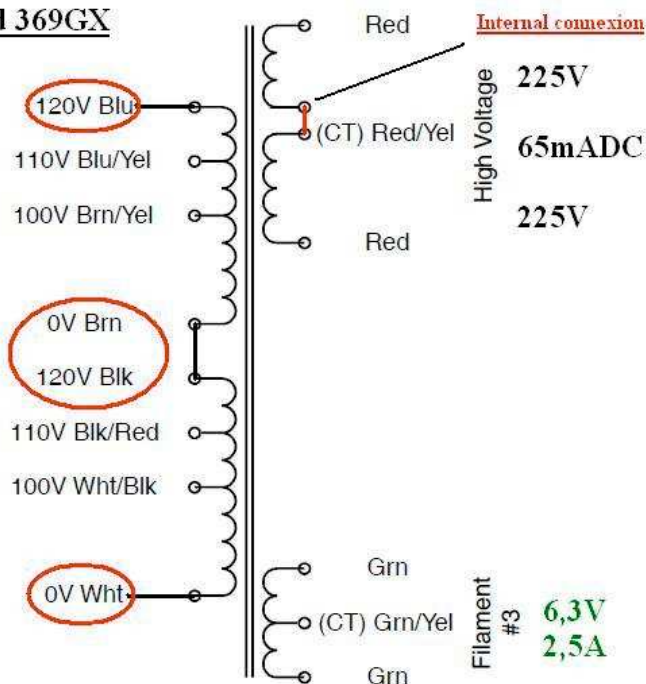 369GX
120V Blu
110V Blu/Yel
100V Brn/Yel
0V Brn
120V Blk
110V Blk/Red
100V Wht/Blk
0V Wht
Red
Internal connexion
(CT) Red/Yel
Red
High Voltage
225V
65mADC
225V
Grn
(CT) Grn/Yel
Grn
Filament
#3
6,3V
2,5A